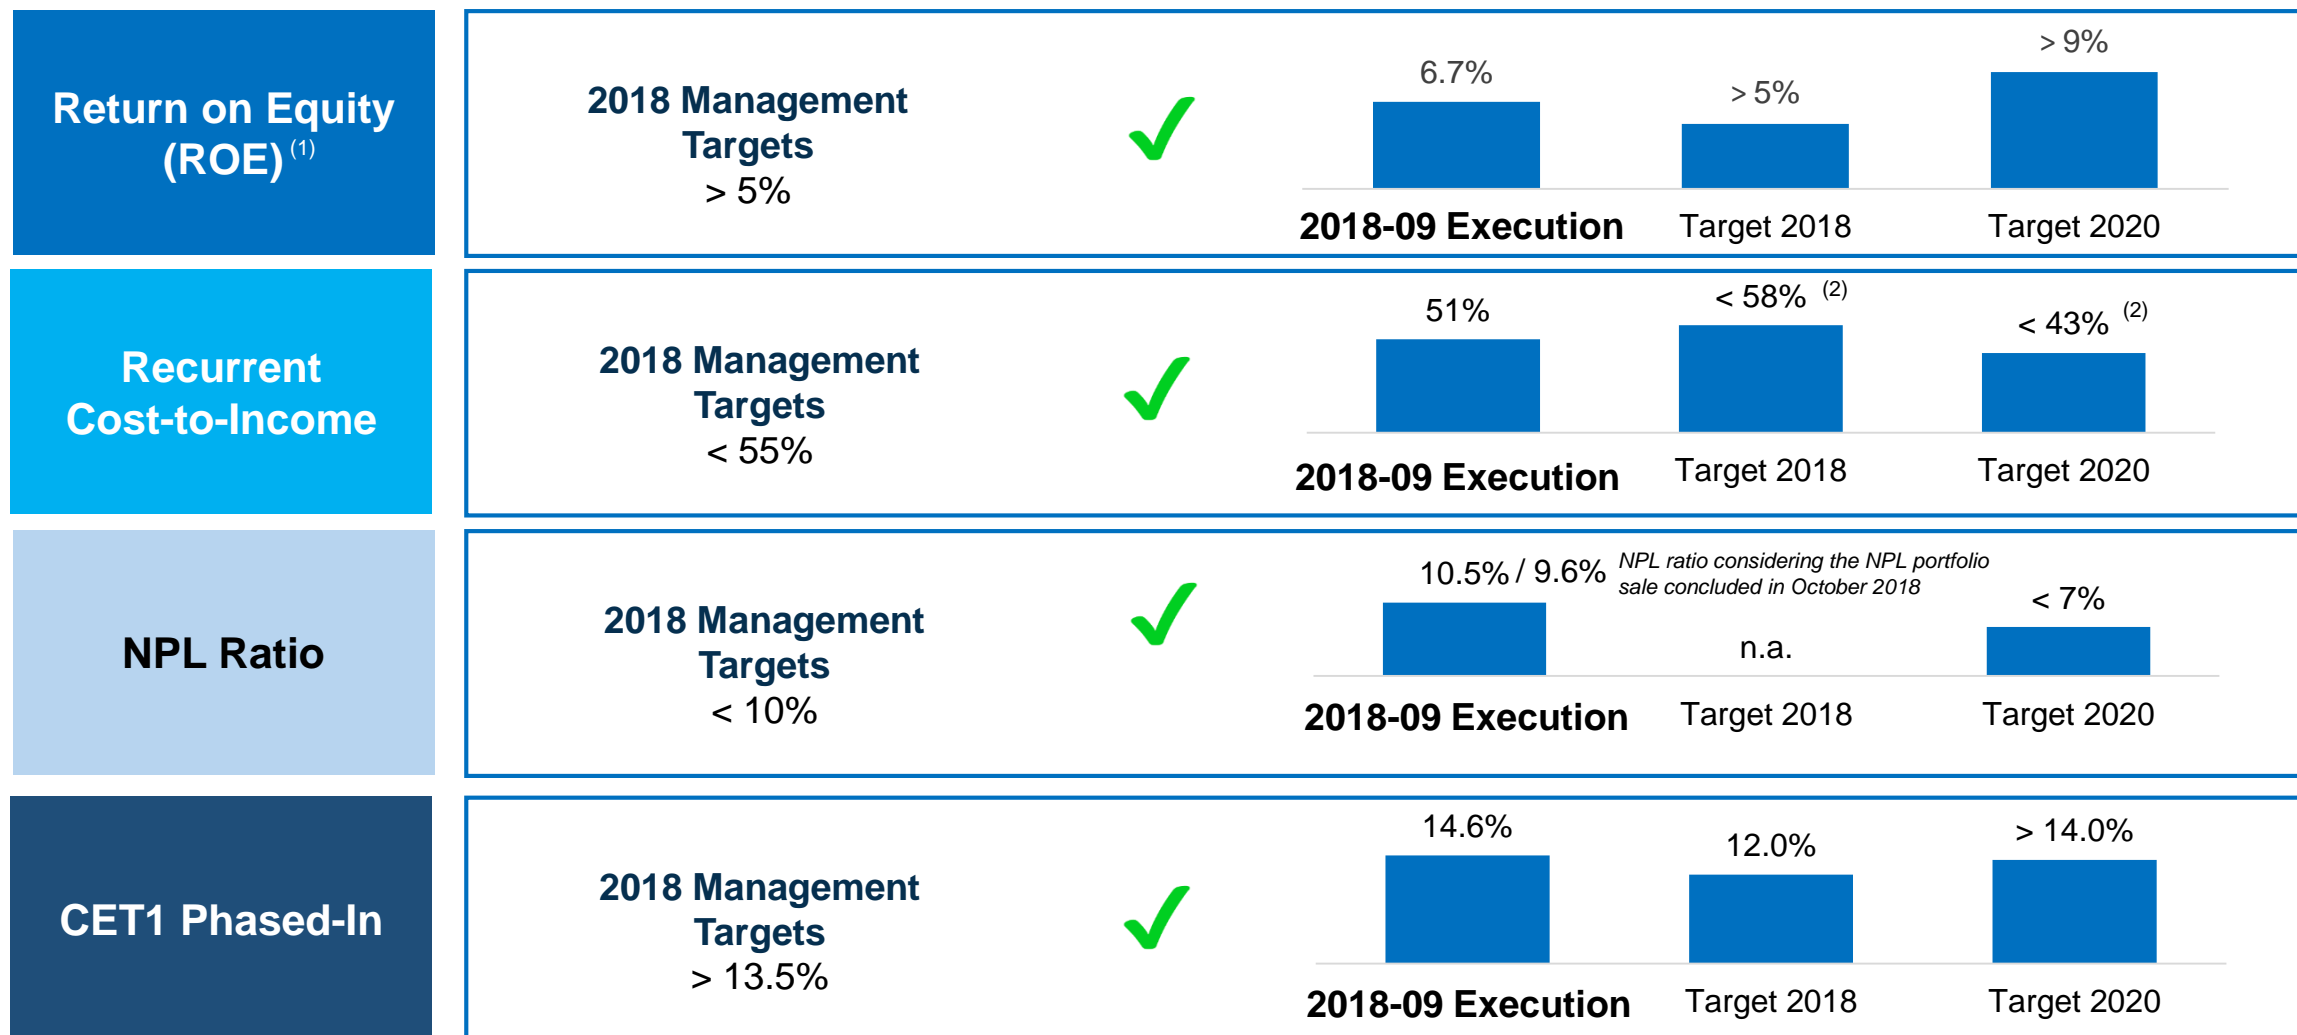 Return on Equity
(ROE) (1)
2018 Management
Targets
> 5%
6.7%
> 5%
> 9%
2018-09 Execution
Target 2018
Target 2020
Recurrent
Cost-to-Income
2018 Management
Targets
< 55%
51%
< 58% (2)
< 43% (2)
2018-09 Execution
Target 2018
Target 2020
NPL Ratio
2018 Management
Targets
< 10%
10.5% / 9.6%
NPL ratio considering the NPL portfolio
sale concluded in October 2018
n.a.
< 7%
2018-09 Execution
Target 2018
Target 2020
CET1 Phased-In
2018 Management
Targets
> 13.5%
14.6%
12.0%
> 14.0%
2018-09 Execution
Target 2018
Target 2020